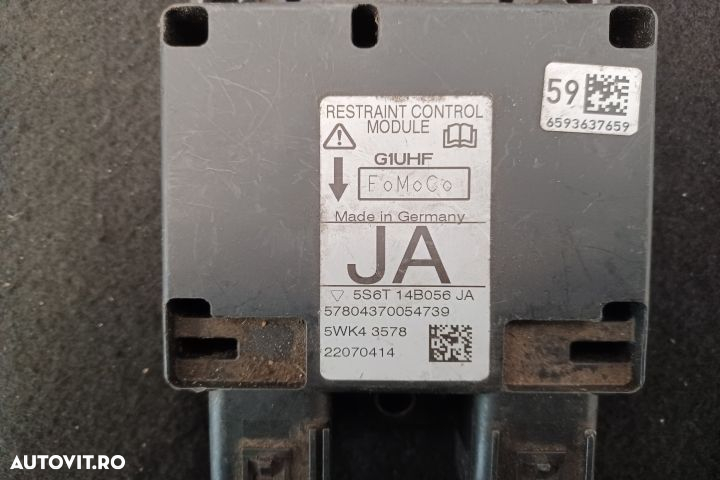 59
6593637659
RESTRAINT CONTROL
MODULE
G1UHF
FoMoCo
Made in Germany
JA
5S6T 14B056 JA
57804370054739
5WK4 3578
22070414
AUTOVIT.RO